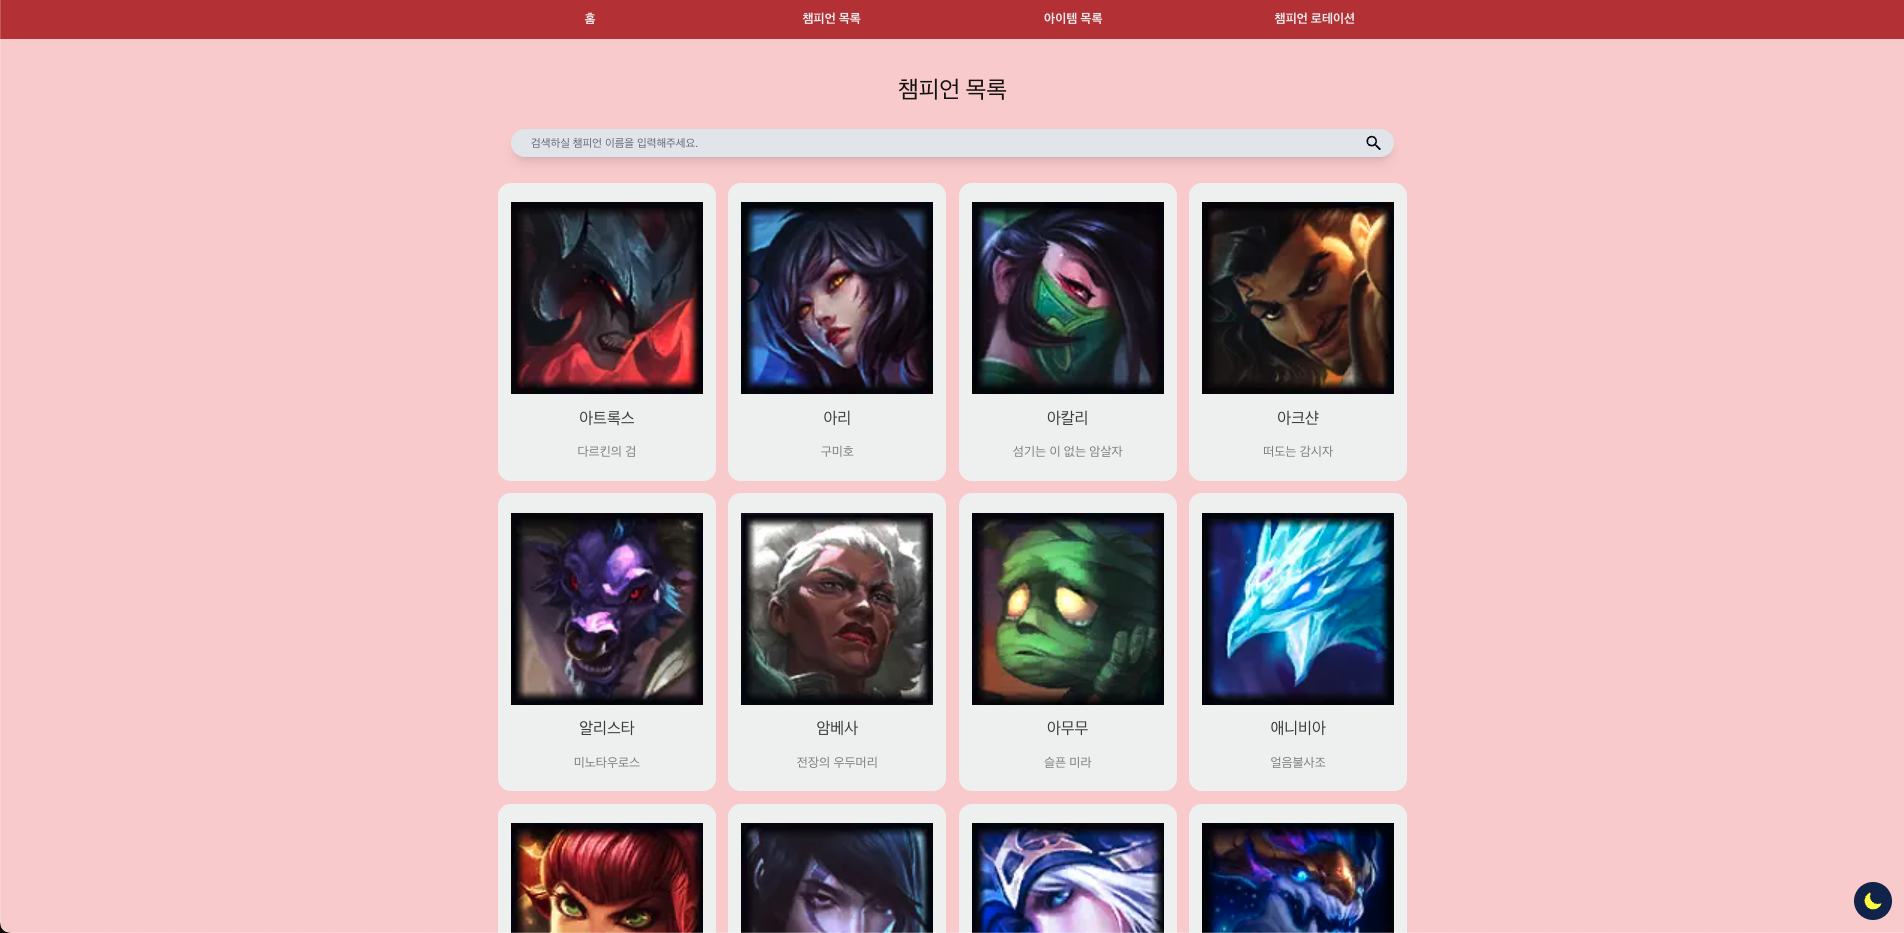 홈
챔피언 목록
아이템 목록
챔피언 로테이션
챔피언 목록
검색하실 챔피언 이름을 입력해주세요.
아트록스
다르킨의 검
아리
구미호
아칼리
섬기는 이 없는 암살자
아크샨
떠도는 감시자
알리스타
미노타우로스
암베사
전장의 우두머리
아무무
슬픈 미라
애니비아
얼음불사조